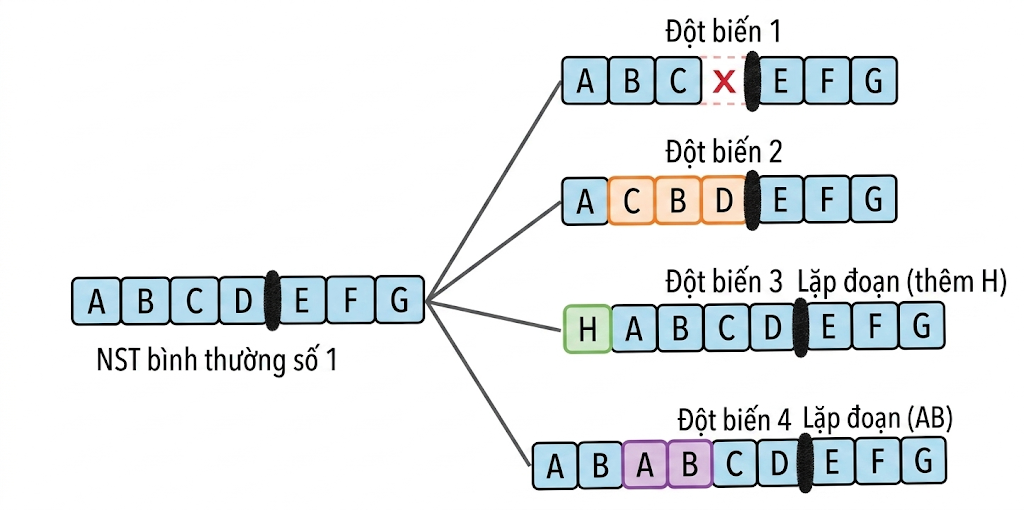 Đột biến 1
A B C X E F G
Đột biến 2
A C B D E F G
A B C D E F G
NST bình thường số 1
Đột biến 3 Lặp đoạn (thêm H)
H A B C D E F G
Đột biến 4 Lặp đoạn (AB)
A B A B C D E F G